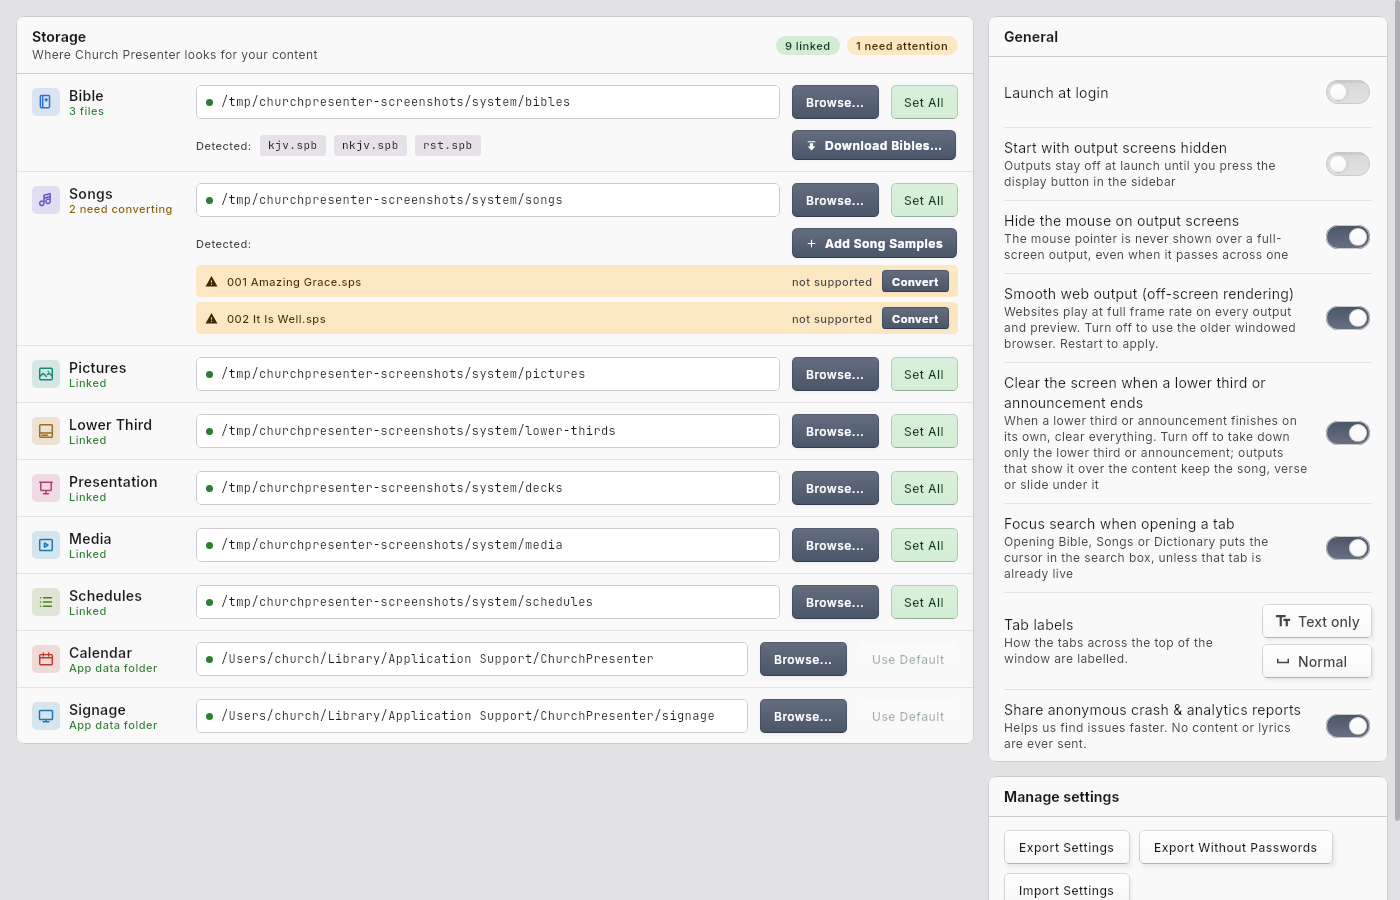 Storage
Where Church Presenter looks for your content
9 linked
1 need attention
Bible
3 files
/tmp/churchpresenter-screenshots/system/bibles
Browse...
Set All
Detected:
kjv.spb
nkjv.spb
rst.spb
Download Bibles...
Songs
2 need converting
/tmp/churchpresenter-screenshots/system/songs
Browse...
Set All
Detected:
+ Add Song Samples
001 Amazing Grace.sps
not supported
Convert
002 It Is Well.sps
not supported
Convert
Pictures
Linked
/tmp/churchpresenter-screenshots/system/pictures
Browse...
Set All
Lower Third
Linked
/tmp/churchpresenter-screenshots/system/lower-thirds
Browse...
Set All
Presentation
Linked
/tmp/churchpresenter-screenshots/system/decks
Browse...
Set All
Media
Linked
/tmp/churchpresenter-screenshots/system/media
Browse...
Set All
Schedules
Linked
/tmp/churchpresenter-screenshots/system/schedules
Browse...
Set All
Calendar
App data folder
/Users/church/Library/Application Support/ChurchPresenter
Browse...
Use Default
Signage
App data folder
/Users/church/Library/Application Support/ChurchPresenter/signage
Browse...
Use Default
General
Launch at login
Start with output screens hidden
Outputs stay off at launch until you press the
display button in the sidebar
Hide the mouse on output screens
The mouse pointer is never shown over a full-
screen output, even when it passes across one
Smooth web output (off-screen rendering)
Websites play at full frame rate on every output
and preview. Turn off to use the older windowed
browser. Restart to apply.
Clear the screen when a lower third or
announcement ends
When a lower third or announcement finishes on
its own, clear everything. Turn off to take down
only the lower third or announcement; outputs
that show it over the content keep the song, verse
or slide under it
Focus search when opening a tab
Opening Bible, Songs or Dictionary puts the
cursor in the search box, unless that tab is
already live
Tab labels
How the tabs across the top of the
window are labelled.
Text only
Normal
Share anonymous crash & analytics reports
Helps us find issues faster. No content or lyrics
are ever sent.
Manage settings
Export Settings
Export Without Passwords
Import Settings